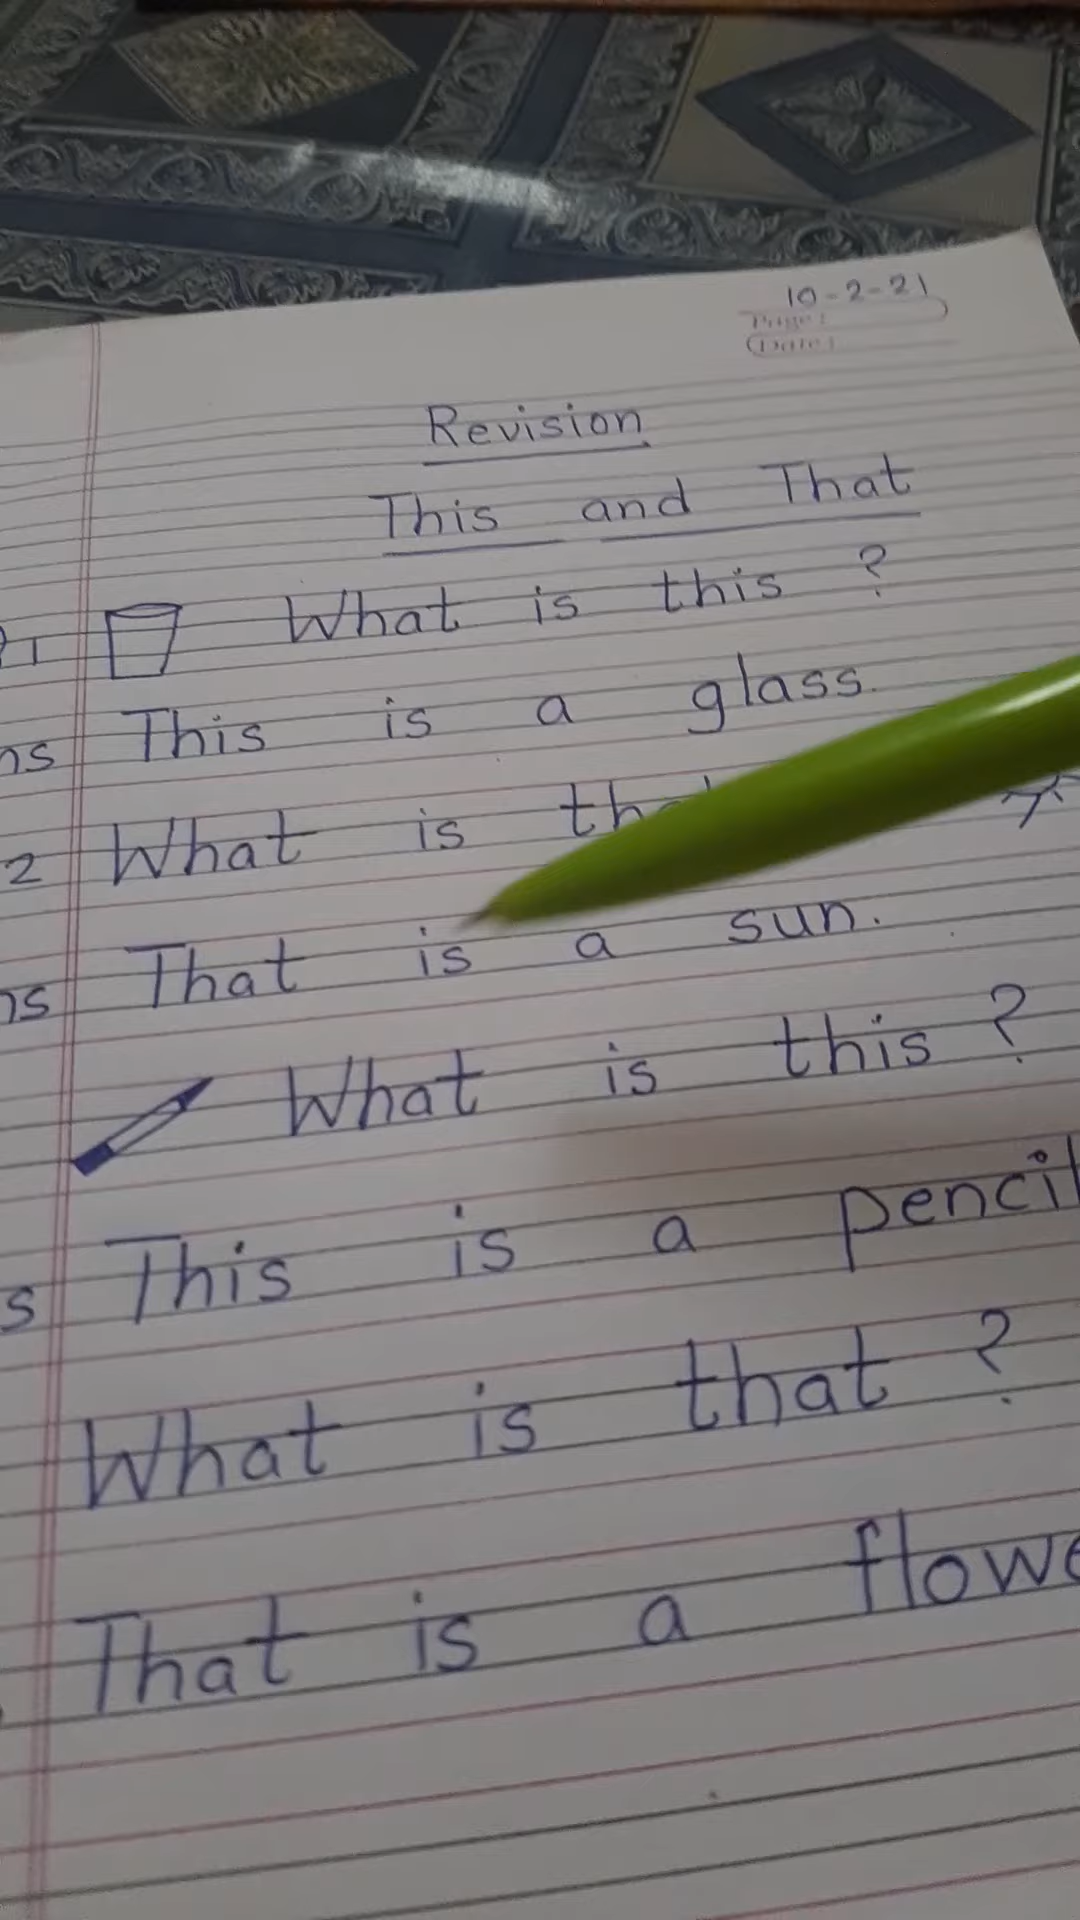 10-2-21
Page:
Date:
Revision
This and That
What is this ?
ns This is a glass.
2 What is
ns That is a sun.
What is this ?
s This is a pencil
What is that ?
That is a flowe